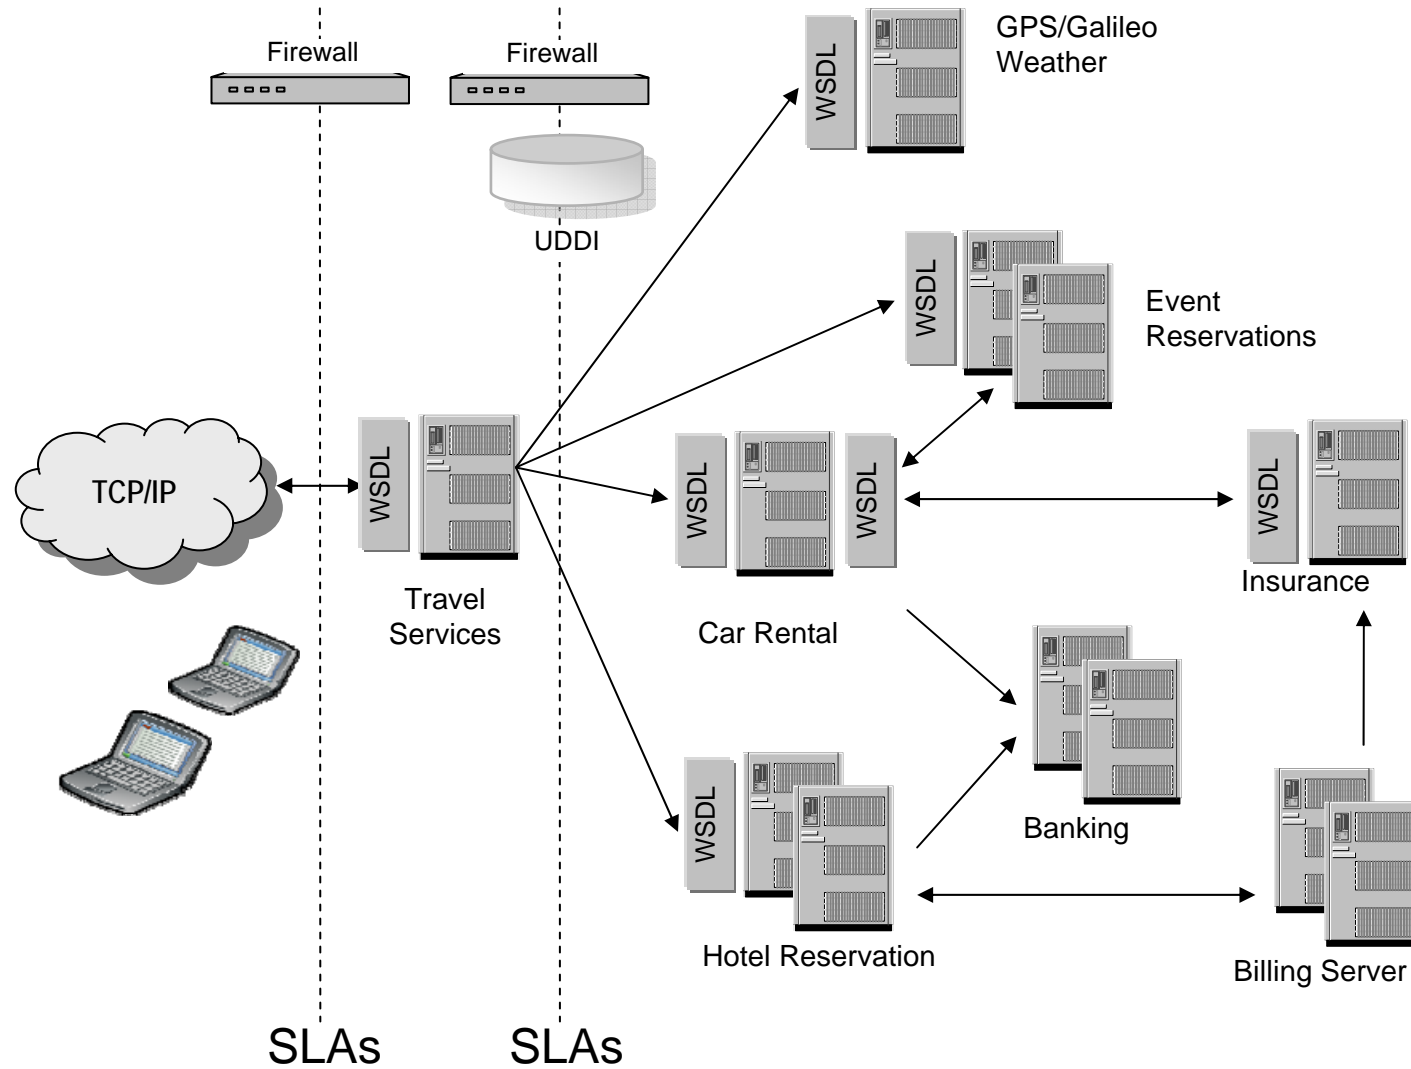 Firewall
Firewall
GPS/Galileo
Weather
WSDL
UDDI
WSDL
Event
Reservations
TCP/IP
WSDL
Travel
Services
WSDL
WSDL
Car Rental
WSDL
Insurance
Banking
WSDL
Hotel Reservation
Billing Server
SLAs
SLAs